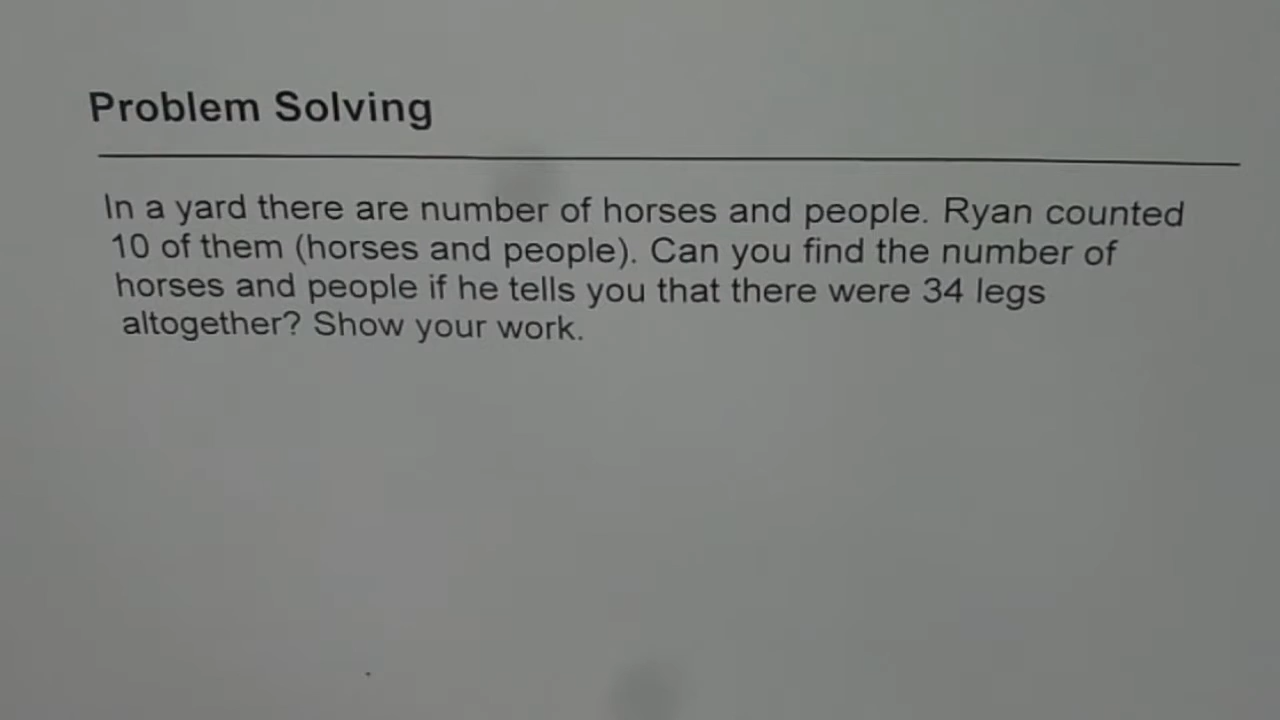 Problem Solving
In a yard there are number of horses and people. Ryan counted
10 of them (horses and people). Can you find the number of
horses and people if he tells you that there were 34 legs
altogether? Show your work.